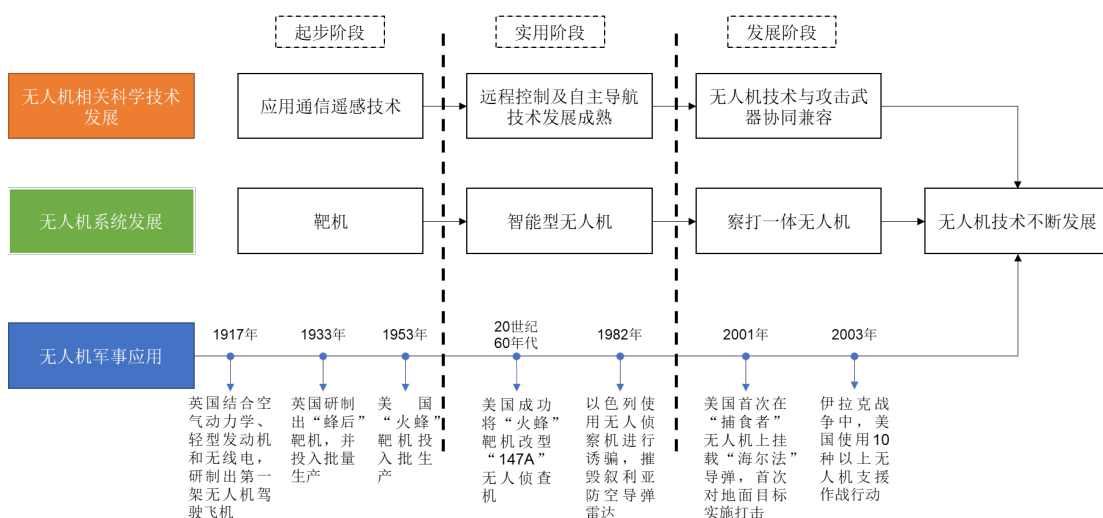 起步阶段
实用阶段
发展阶段
无人机相关科学技术
发展
应用通信遥感技术
远程控制及自主导航
技术发展成熟
无人机技术与攻击武
器协同兼容
无人机系统发展
靶机
智能型无人机
察打一体无人机
无人机技术不断发展
无人机军事应用
1917年
英国结合空
气动力学、
轻型发动机
和无线电，
研制出第一
架无人机驾
驶飞机
1933年
英国研制
出“蜂后”
靶机，并
投入批量
生产
1953年
美国
“火蜂”
靶机投
入批生
产
20世纪
60年代
美国成功
将“火蜂”
靶机改型
“147A”
无人侦查
机
1982年
以色列使
用无人侦
察机进行
诱骗，摧
毁叙利亚
防空导弹
雷达
2001年
美国首次在
“捕食者”
无人机上挂
载“海尔法”
导弹，首次
对地面目标
实施打击
2003年
伊拉克战
争中，美
国使用10
种以上无
人机支援
作战行动